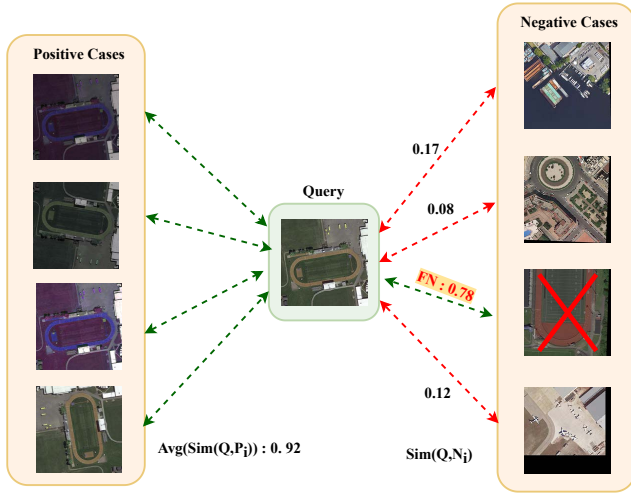 Positive Cases
Negative Cases
Query
0.17
0.08
FN : 0.78
0.12
Avg(Sim(Q,Pi)) : 0. 92
Sim(Q,Ni)